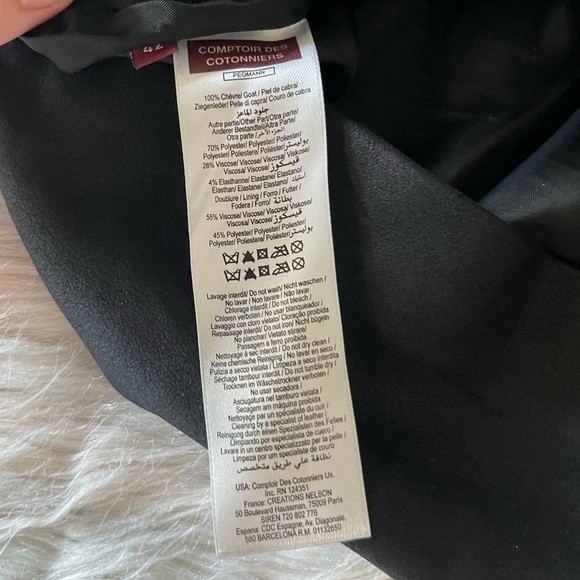 42
COMPTOIR DES
COTONNIERS
PEGMANN
100% Chèvre/ Goat / Piel de cabra/
Ziegenleder/ Pelle di capra/ Couro de cabra/
جلود الماعز
Autre partie/Other Part/Otra Parte/
Anderer Bestandteil/Altra Parte/
Otra parte /الجزء الآخر
70% Polyester/ Polyester/ Poliester/
Polyester/ Poliestere/ Poliéster/بوليستر
26% Viscose/ Viscose/ Viscosa/ Viskose/
Viscosa/ Viscose/فيسكوز
4% Elasthanne/ Elastane/ Elastano/
Elasthan/ Elastan/ Elastano/
Doublure / Lining / Forro / Futter /
Fodera / Forro/ بطانة
55% Viscose/ Viscose/ Viscosa/ Viskose/
Viscosa/ Viscose/فيسكوز
45% Polyester/ Polyester/ Poliester/
Polyester/ Poliestere/ Poliéster/بوليستر
Lavage interdit/ Do not wash/ Nicht waschen /
No lavar / Non lavare / Não lavar
Chlorage interdit / Do not bleach /
Chloren verboten / No usar blanqueador /
Lavaggio con cloro vietato/ Cloração proibida
Repassage interdit/ Do not iron/ Nicht bügeln
No planchar/ Vietato stirare/
Passagem a ferro proibida
Nettoyage à sec interdit / Do not dry clean /
Keine chemische Reinigung / No en seco /
Pulizia a secco vietata / Limpeza a seco interdita
Séchage tambour interdit / Do not tumble dry /
Trocknen im Wäschetrockner verboten /
No usar secadora /
Asciugatura nel tamburo vietata /
Secagem am máquina proibida
Nettoyage par un spécialiste du cuir /
Cleaning by a specialist of leather /
Reinigung durch einen Spezialisten des Felles /
Limpiando por especialista de cuero /
Lavare in un centro specializzato per la pelle /
Limpeza por um specialiste de couro /
نظافة علي طريق متخصص
USA: Comptoir Des Cotonniers Us,
Inc. RN 124351
France: CREATIONS NELSON
50 Boulevard Haussman, 75009 Paris
SIREN 720 802 776
Espana: CDC Espagne, Av. Diagonale,
580 BARCELONA R.M. 01132650